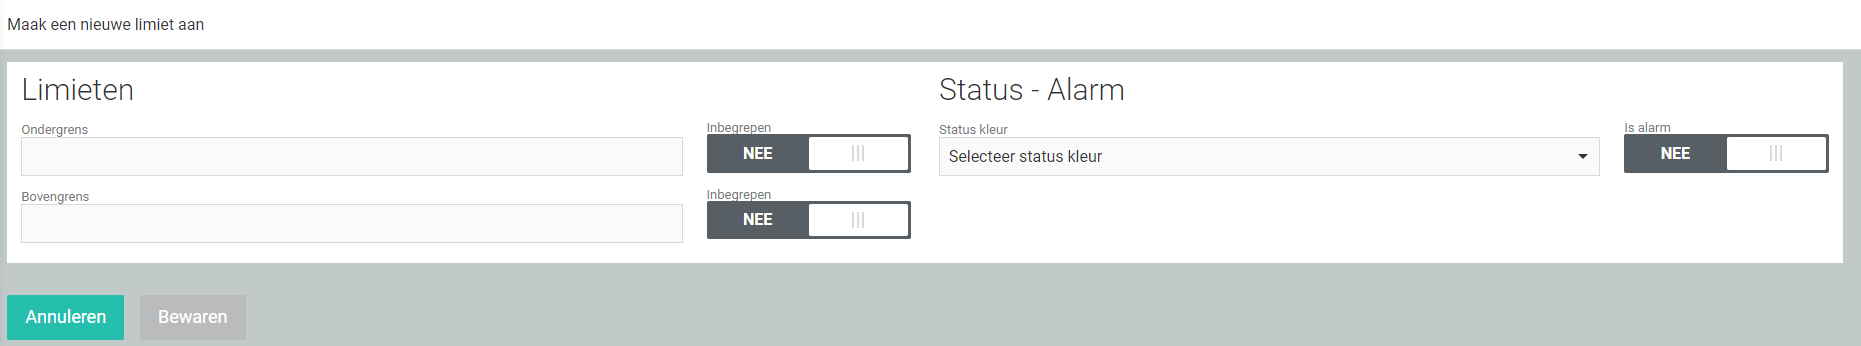 Maak een nieuwe limiet aan
Limieten
Ondergrens
Inbegrepen
NEE
Bovengrens
Inbegrepen
NEE
Status - Alarm
Status kleur
Selecteer status kleur
Is alarm
NEE
Annuleren
Bewaren